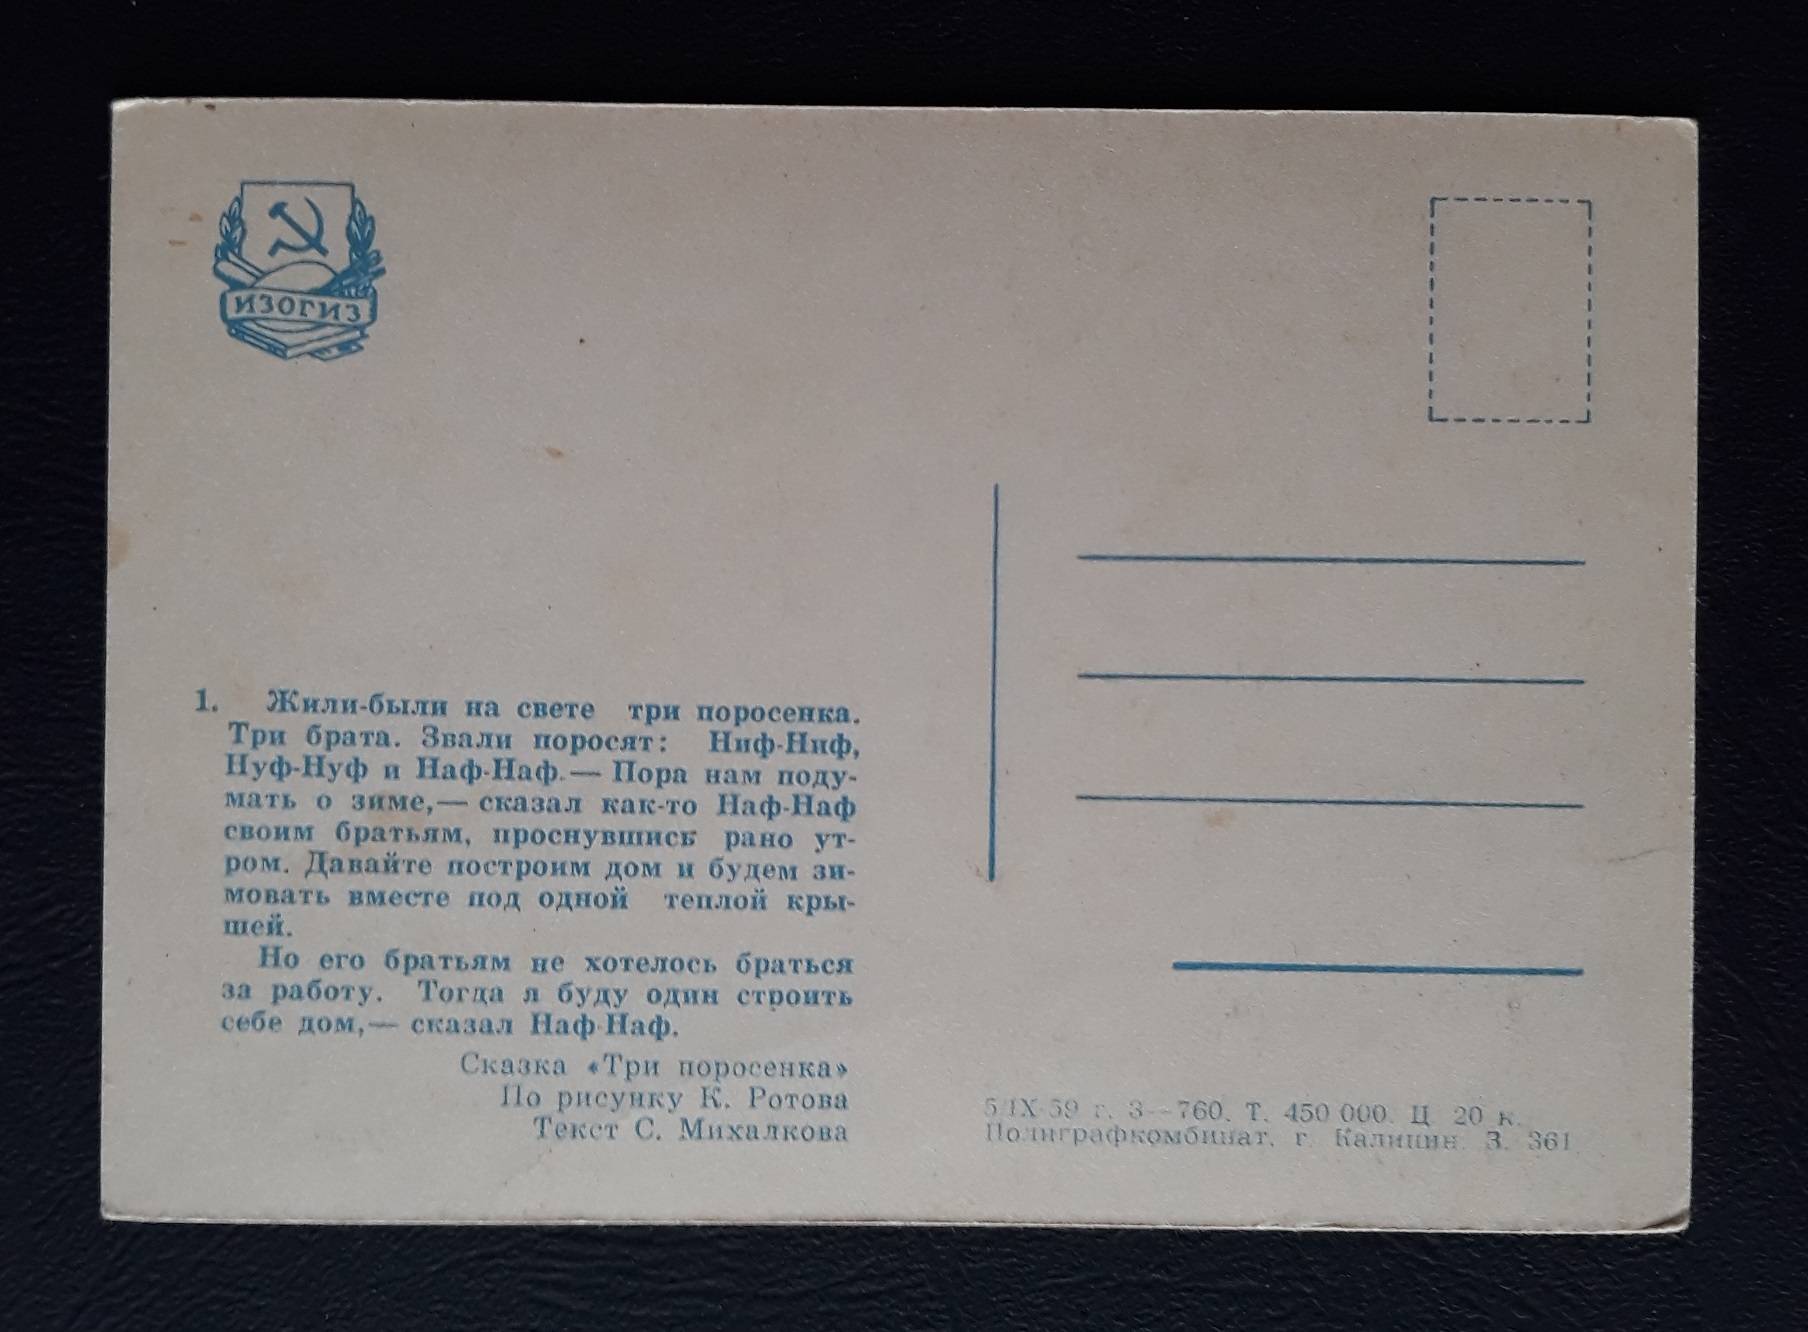 ИЗОГИЗ
1. Жили-были на свете три поросенка.
Три брата. Звали поросят: Ниф-Ниф,
Нуф-Нуф и Наф-Наф.— Пора нам поду-
мать о зиме,— сказал как-то Наф-Наф
своим братьям, проснувшись рано ут-
ром. Давайте построим дом и будем зи-
мовать вместе под одной теплой кры-
шей.
Но его братьям не хотелось браться
за работу. Тогда я буду один строить
себе дом,— сказал Наф-Наф.
Сказка «Три поросенка»
По рисунку К. Ротова
Текст С. Михалкова
5/IX-59 г. З—760. Т. 450 000. Ц 20 к.
Полиграфкомбинат, г. Калинин. З. 361